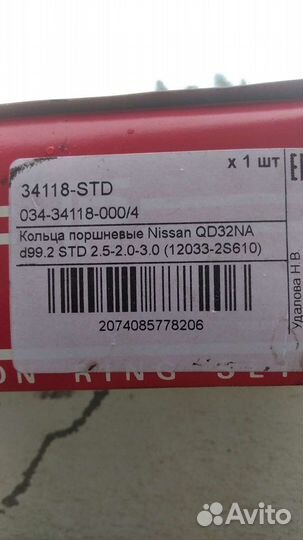 х 1 шт
34118-STD
034-34118-000/4
Кольца поршневые Nissan QD32NA
d99.2 STD 2.5-2.0-3.0 (12033-2S610)
2074085778206
Удалова Н В
ON RING SET
Avito